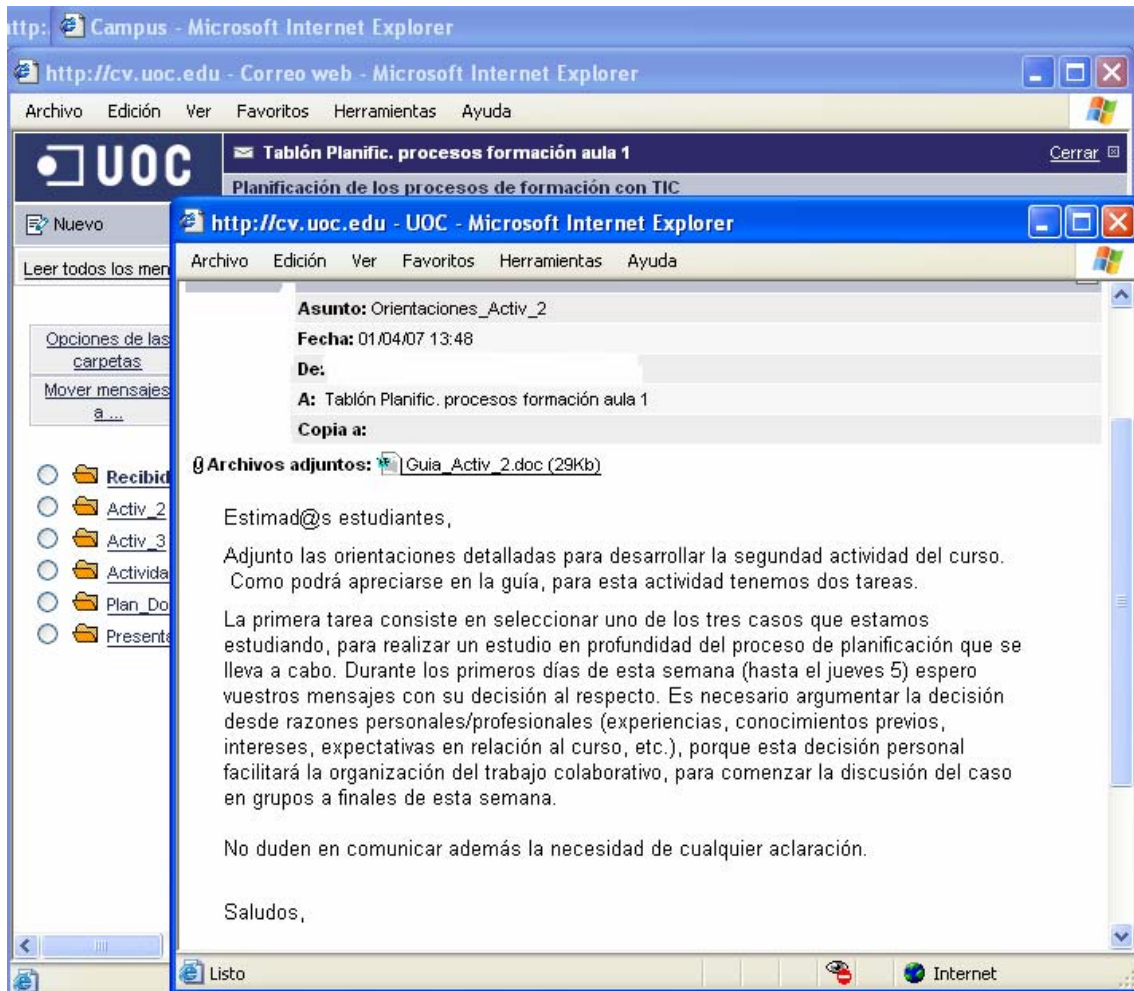 ttp: Campus - Microsoft Internet Explorer
http://cv.uoc.edu - Correo web - Microsoft Internet Explorer
Archivo Edición Ver Favoritos Herramientas Ayuda
UOC
Tablón Planific. procesos formación aula 1
Cerrar
Planificación de los procesos de formación con TIC
Nuevo
Leer todos los men
Opciones de las
carpetas
Mover mensajes
a ...
Recibid
Activ_2
Activ_3
Activida
Plan_Do
Presenta
http://cv.uoc.edu - UOC - Microsoft Internet Explorer
Archivo Edición Ver Favoritos Herramientas Ayuda
Asunto: Orientaciones_Activ_2
Fecha: 01/04/07 13:48
De:
A: Tablón Planific. procesos formación aula 1
Copia a:
Archivos adjuntos: Guia_Activ_2.doc (29Kb)
Estimad@s estudiantes,
Adjunto las orientaciones detalladas para desarrollar la segundad actividad del curso.
Como podrá apreciarse en la guía, para esta actividad tenemos dos tareas.
La primera tarea consiste en seleccionar uno de los tres casos que estamos
estudiando, para realizar un estudio en profundidad del proceso de planificación que se
lleva a cabo. Durante los primeros días de esta semana (hasta el jueves 5) espero
vuestros mensajes con su decisión al respecto. Es necesario argumentar la decisión
desde razones personales/profesionales (experiencias, conocimientos previos,
intereses, expectativas en relación al curso, etc.), porque esta decisión personal
facilitará la organización del trabajo colaborativo, para comenzar la discusión del caso
en grupos a finales de esta semana.
No duden en comunicar además la necesidad de cualquier aclaración.
Saludos,
Listo
Internet